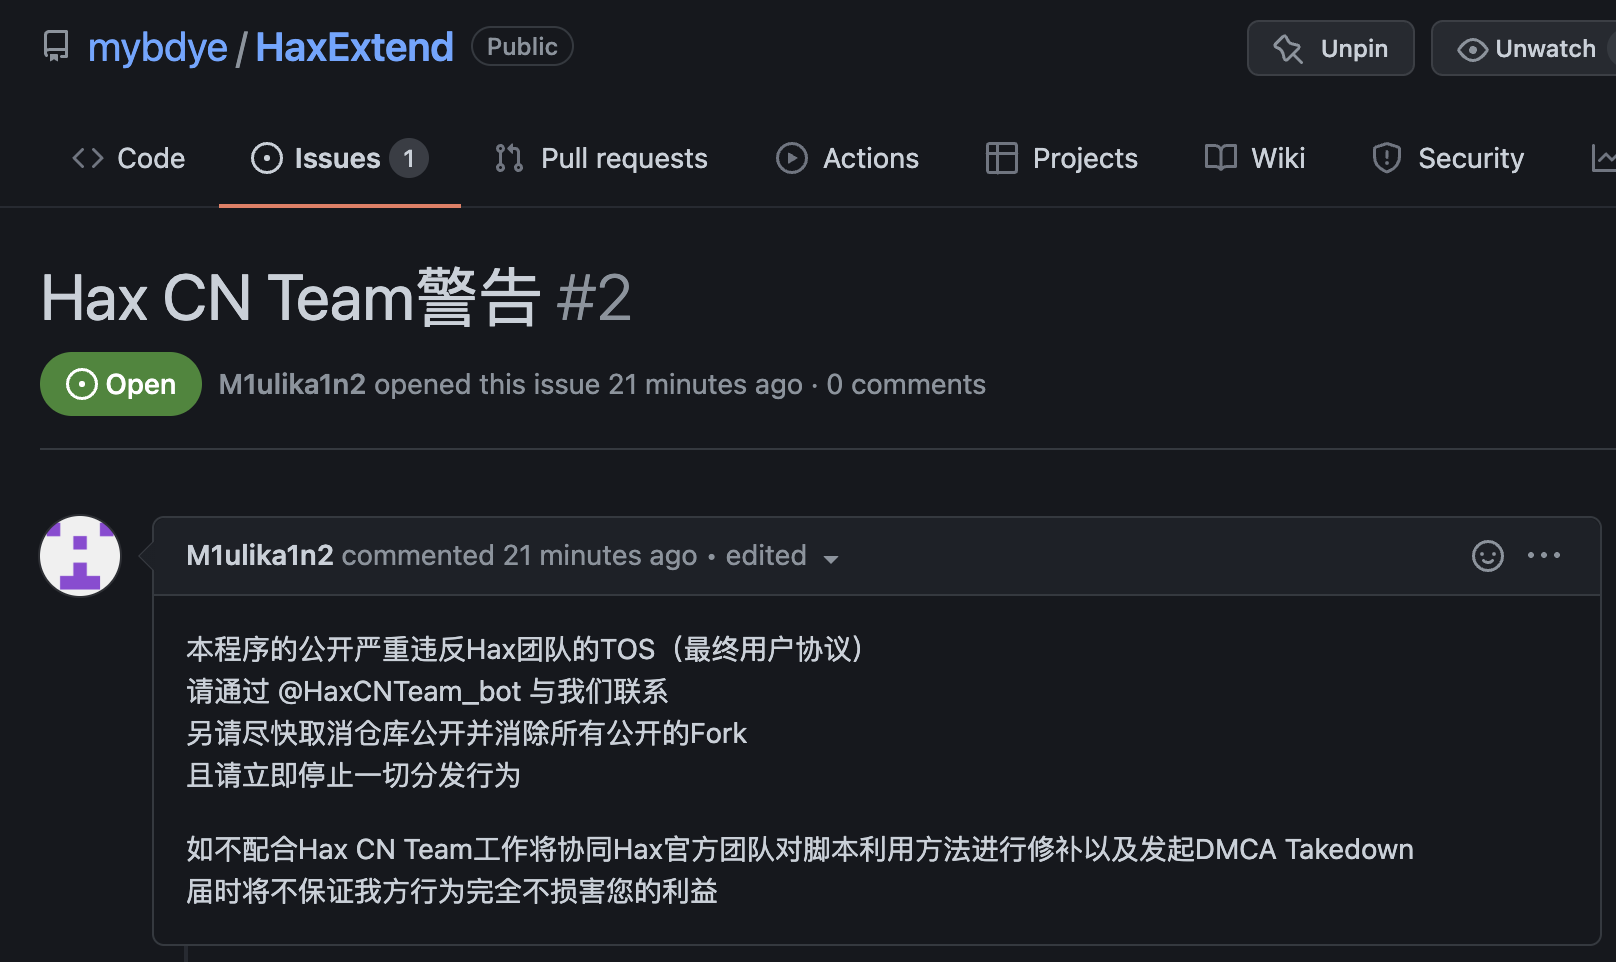 mybdye / HaxExtend Public
Unpin
Unwatch
Code
Issues 1
Pull requests
Actions
Projects
Wiki
Security
Hax CN Team警告 #2
Open
M1ulika1n2 opened this issue 21 minutes ago · 0 comments
M1ulika1n2 commented 21 minutes ago • edited
本程序的公开严重违反Hax团队的TOS（最终用户协议）
请通过 @HaxCNTeam_bot 与我们联系
另请尽快取消仓库公开并消除所有公开的Fork
且请立即停止一切分发行为
如不配合Hax CN Team工作将协同Hax官方团队对脚本利用方法进行修补以及发起DMCA Takedown
届时将不保证我方行为完全不损害您的利益